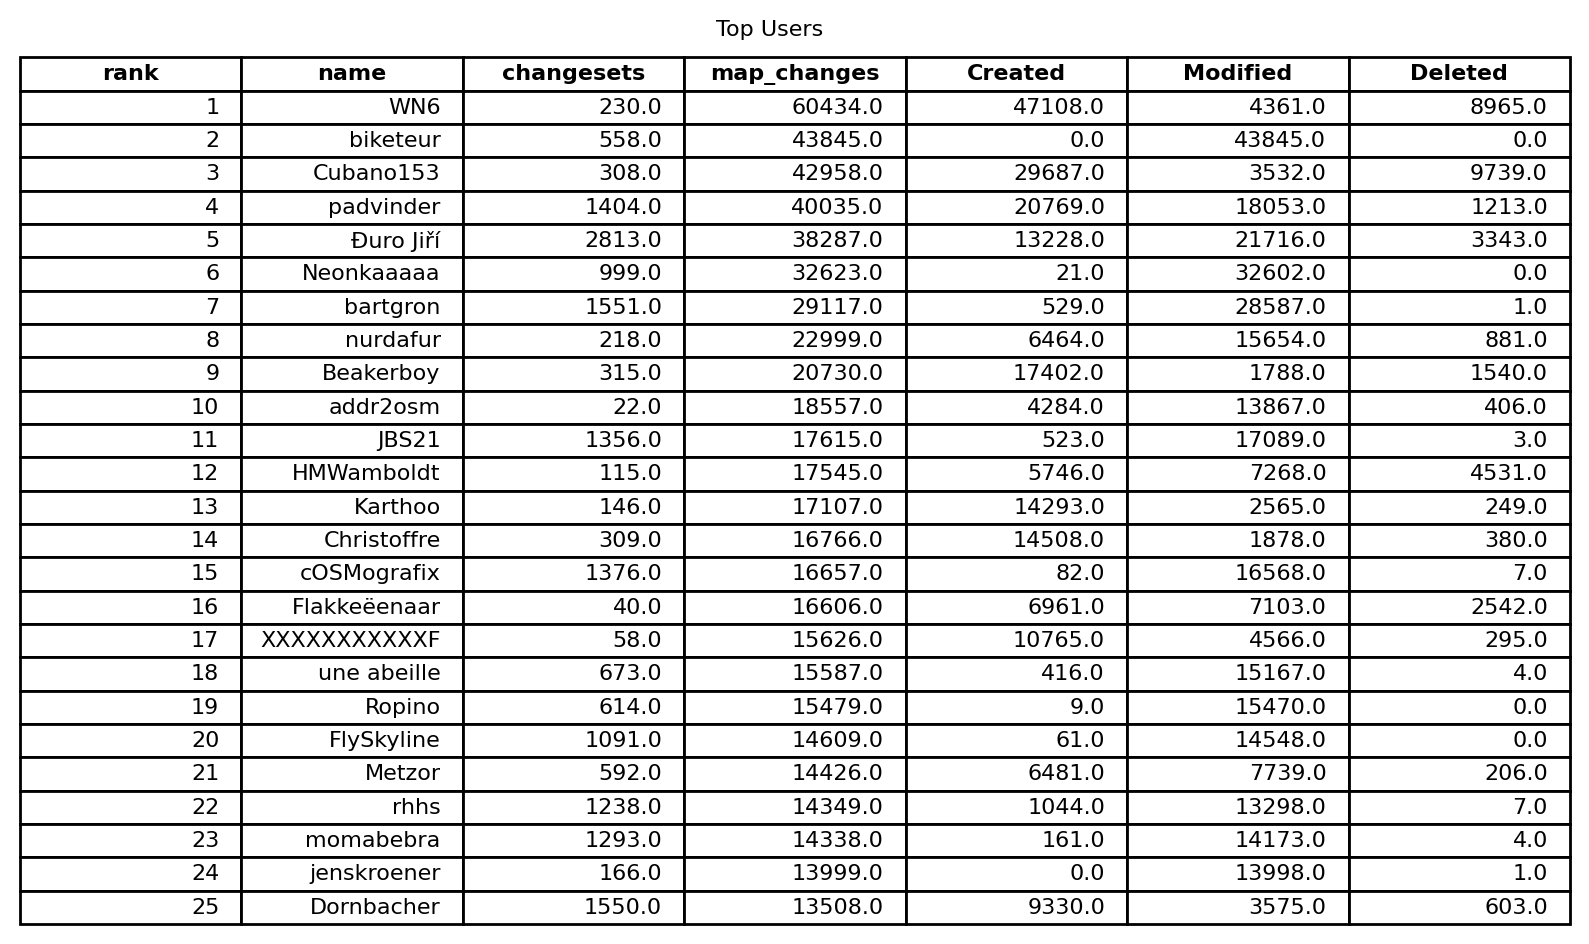 Top Users
rank name changesets map_changes Created Modified Deleted
1 WN6 230.0 60434.0 47108.0 4361.0 8965.0
2 biketeur 558.0 43845.0 0.0 43845.0 0.0
3 Cubano153 308.0 42958.0 29687.0 3532.0 9739.0
4 padvinder 1404.0 40035.0 20769.0 18053.0 1213.0
5 Đuro Jiří 2813.0 38287.0 13228.0 21716.0 3343.0
6 Neonkaaaaa 999.0 32623.0 21.0 32602.0 0.0
7 bartgron 1551.0 29117.0 529.0 28587.0 1.0
8 nurdafur 218.0 22999.0 6464.0 15654.0 881.0
9 Beakerboy 315.0 20730.0 17402.0 1788.0 1540.0
10 addr2osm 22.0 18557.0 4284.0 13867.0 406.0
11 JBS21 1356.0 17615.0 523.0 17089.0 3.0
12 HMWamboldt 115.0 17545.0 5746.0 7268.0 4531.0
13 Karthoo 146.0 17107.0 14293.0 2565.0 249.0
14 Christoffre 309.0 16766.0 14508.0 1878.0 380.0
15 cOSMografix 1376.0 16657.0 82.0 16568.0 7.0
16 Flakkeëenaar 40.0 16606.0 6961.0 7103.0 2542.0
17 XXXXXXXXXXXF 58.0 15626.0 10765.0 4566.0 295.0
18 une abeille 673.0 15587.0 416.0 15167.0 4.0
19 Ropino 614.0 15479.0 9.0 15470.0 0.0
20 FlySkyline 1091.0 14609.0 61.0 14548.0 0.0
21 Metzor 592.0 14426.0 6481.0 7739.0 206.0
22 rhhs 1238.0 14349.0 1044.0 13298.0 7.0
23 momabebra 1293.0 14338.0 161.0 14173.0 4.0
24 jenskroener 166.0 13999.0 0.0 13998.0 1.0
25 Dornbacher 1550.0 13508.0 9330.0 3575.0 603.0